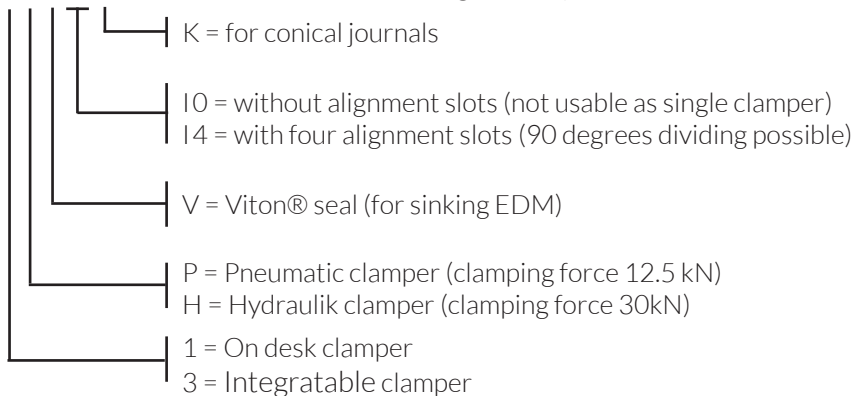 K = for conical journals
I0 = without alignment slots (not usable as single clamper)
I4 = with four alignment slots (90 degrees dividing possible)
V = Viton® seal (for sinking EDM)
P = Pneumatic clamper (clamping force 12.5 kN)
H = Hydraulik clamper (clamping force 30kN)
1 = On desk clamper
3 = Integratable clamper